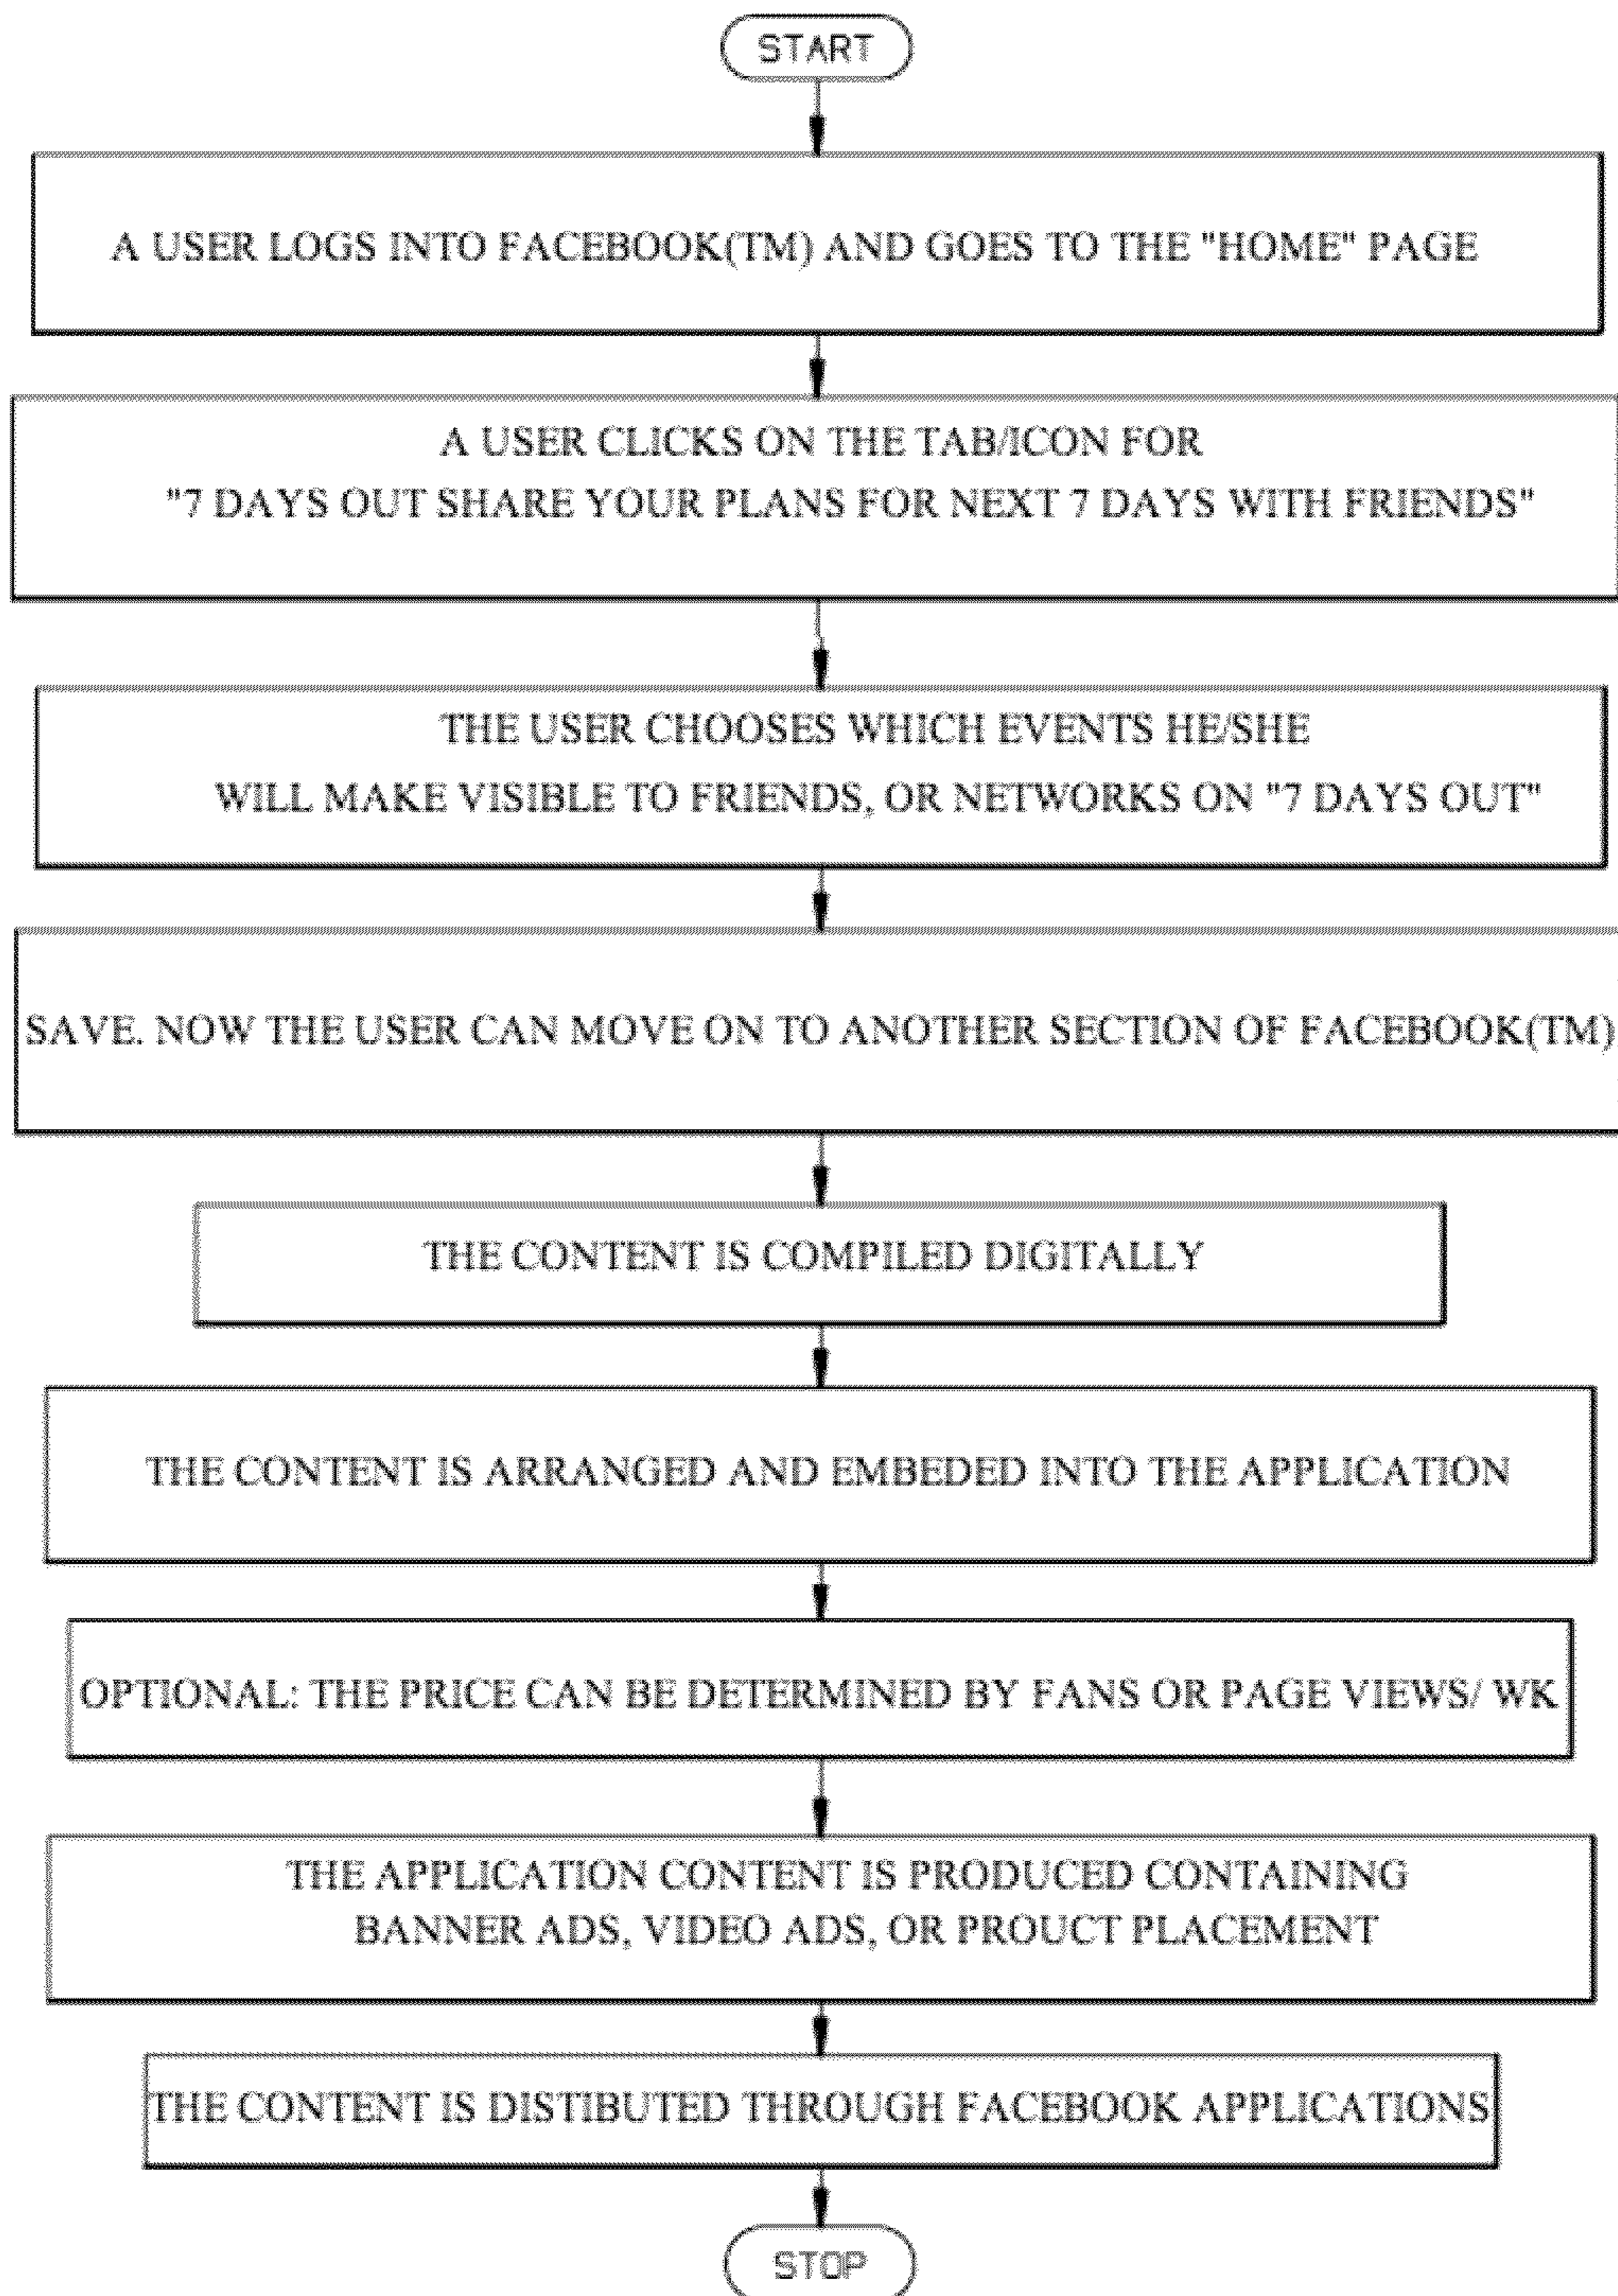 START
A USER LOGS INTO FACEBOOK(TM) AND GOES TO THE "HOME" PAGE
A USER CLICKS ON THE TAB/ICON FOR
"7 DAYS OUT SHARE YOUR PLANS FOR NEXT 7 DAYS WITH FRIENDS"
THE USER CHOOSES WHICH EVENTS HE/SHE
WILL MAKE VISIBLE TO FRIENDS, OR NETWORKS ON "7 DAYS OUT"
SAVE. NOW THE USER CAN MOVE ON TO ANOTHER SECTION OF FACEBOOK(TM)
THE CONTENT IS COMPILED DIGITALLY
THE CONTENT IS ARRANGED AND EMBEDED INTO THE APPLICATION
OPTIONAL: THE PRICE CAN BE DETERMINED BY FANS OR PAGE VIEWS/ WK
THE APPLICATION CONTENT IS PRODUCED CONTAINING
BANNER ADS, VIDEO ADS, OR PROUCT PLACEMENT
THE CONTENT IS DISTIBUTED THROUGH FACEBOOK APPLICATIONS
STOP